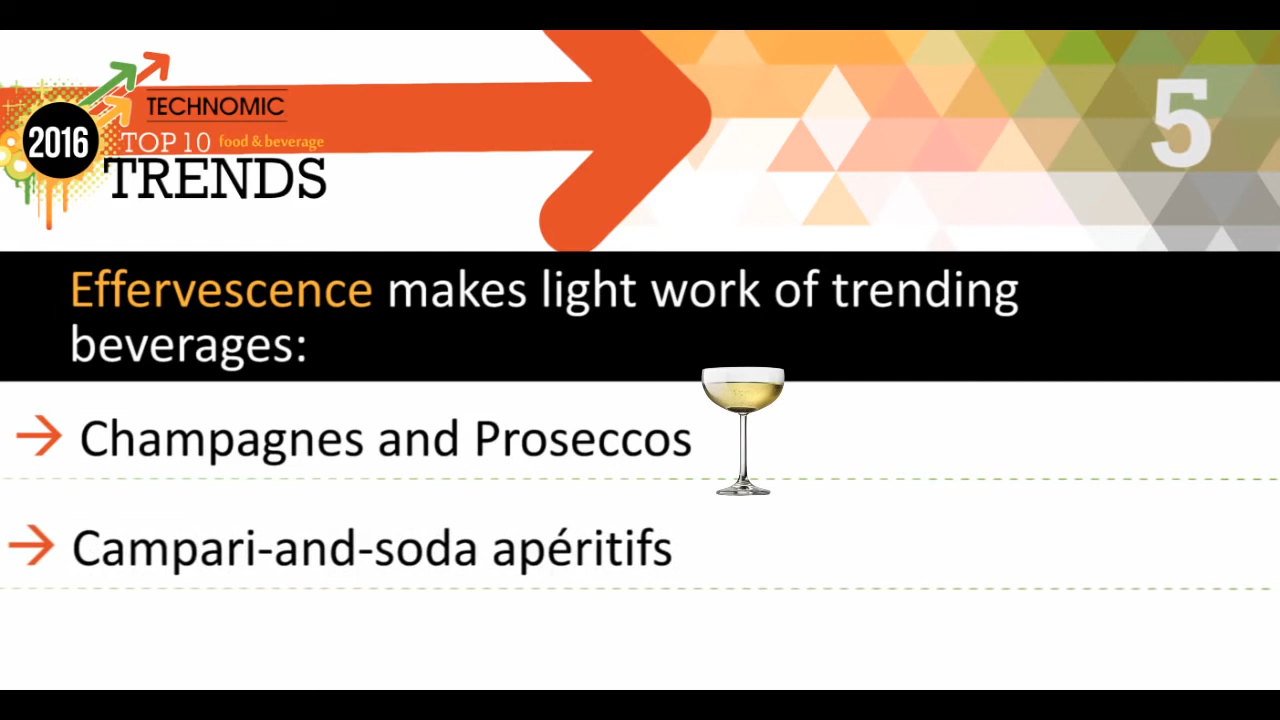 TECHNOMIC
2016
TOP 10 food & beverage
TRENDS
5
Effervescence makes light work of trending
beverages:
Champagnes and Proseccos
Campari-and-soda apéritifs